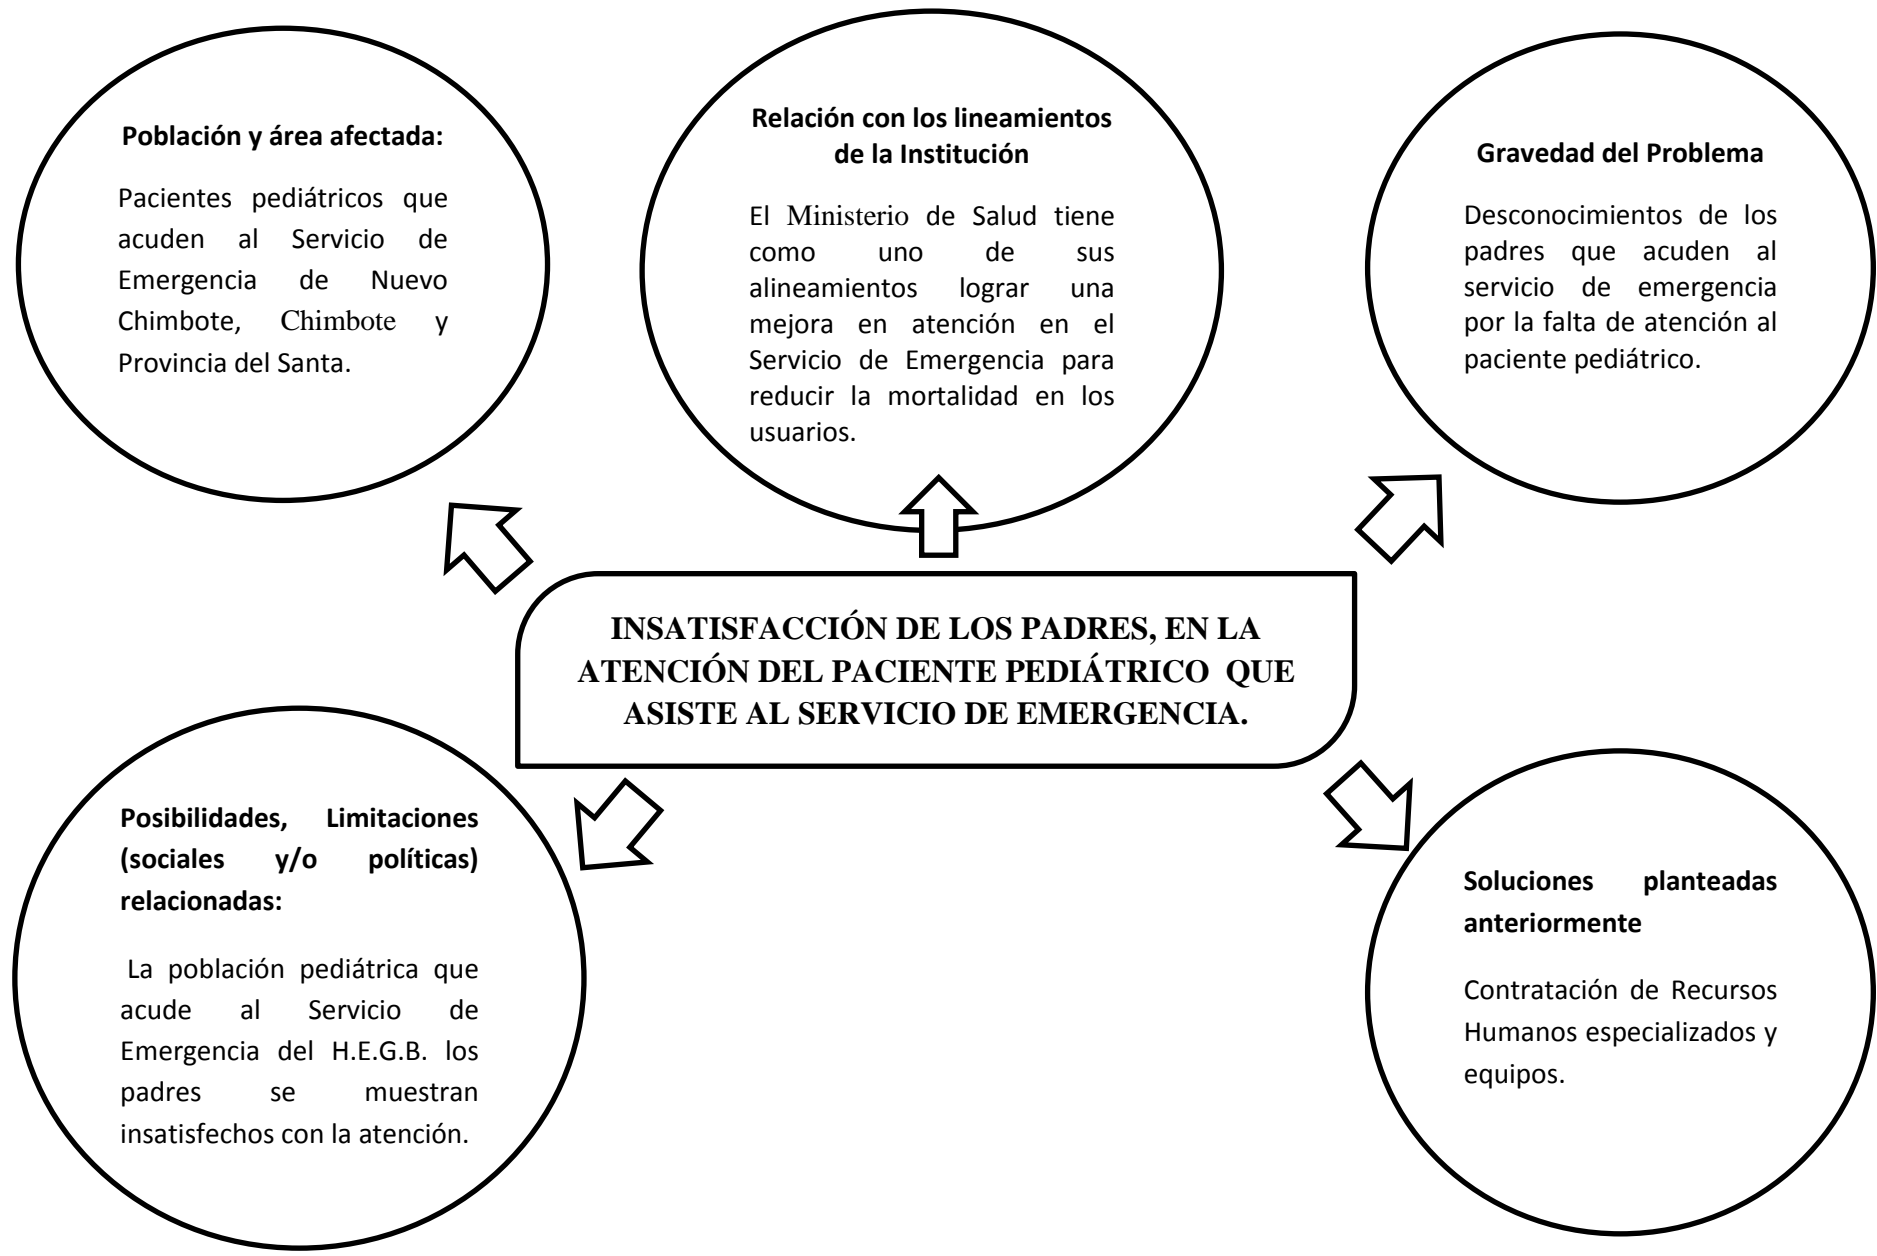 Población y área afectada:
Pacientes pediátricos que
acuden al Servicio de
Emergencia de Nuevo
Chimbote, Chimbote y
Provincia del Santa.
Relación con los lineamientos
de la Institución
El Ministerio de Salud tiene
como uno de sus
alineamientos lograr una
mejora en atención en el
Servicio de Emergencia para
reducir la mortalidad en los
usuarios.
Gravedad del Problema
Desconocimientos de los
padres que acuden al
servicio de emergencia
por la falta de atención al
paciente pediátrico.
INSATISFACCIÓN DE LOS PADRES, EN LA
ATENCIÓN DEL PACIENTE PEDIÁTRICO QUE
ASISTE AL SERVICIO DE EMERGENCIA.
Posibilidades, Limitaciones
(sociales y/o políticas)
relacionadas:
La población pediátrica que
acude al Servicio de
Emergencia del H.E.G.B. los
padres se muestran
insatisfechos con la atención.
Soluciones planteadas
anteriormente
Contratación de Recursos
Humanos especializados y
equipos.